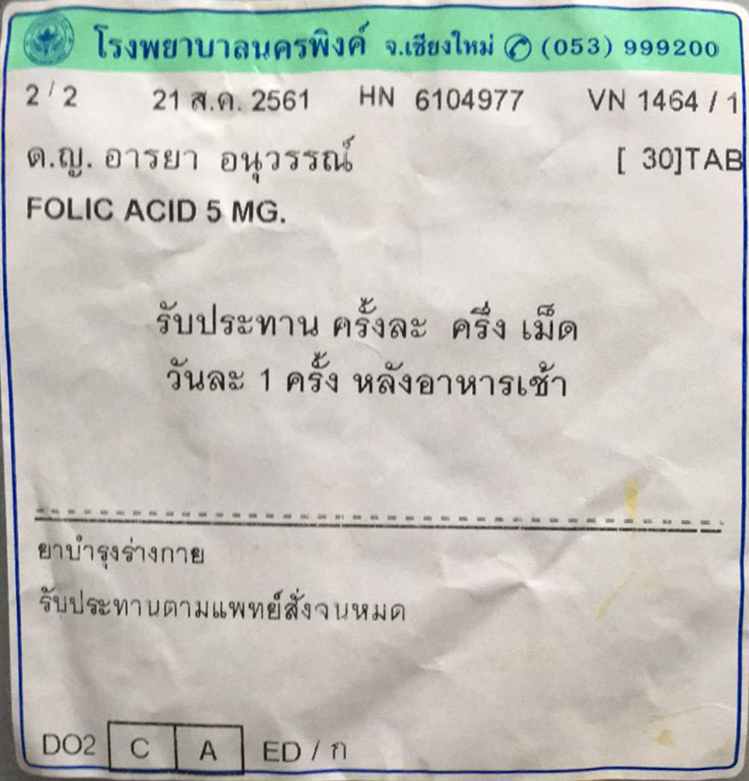 โรงพยาบาลนครพิงค์ จ.เชียงใหม่ ✆ (053) 999200
2 / 2 21 ส.ค. 2561 HN 6104977 VN 1464 / 1
ด.ญ. อารยา อนุวรรณ์ [ 30]TAB
FOLIC ACID 5 MG.
รับประทาน ครั้งละ ครึ่ง เม็ด
วันละ 1 ครั้ง หลังอาหารเช้า
ยาบำรุงร่างกาย
รับประทานตามแพทย์สั่งจนหมด
DO2 C A ED / ก